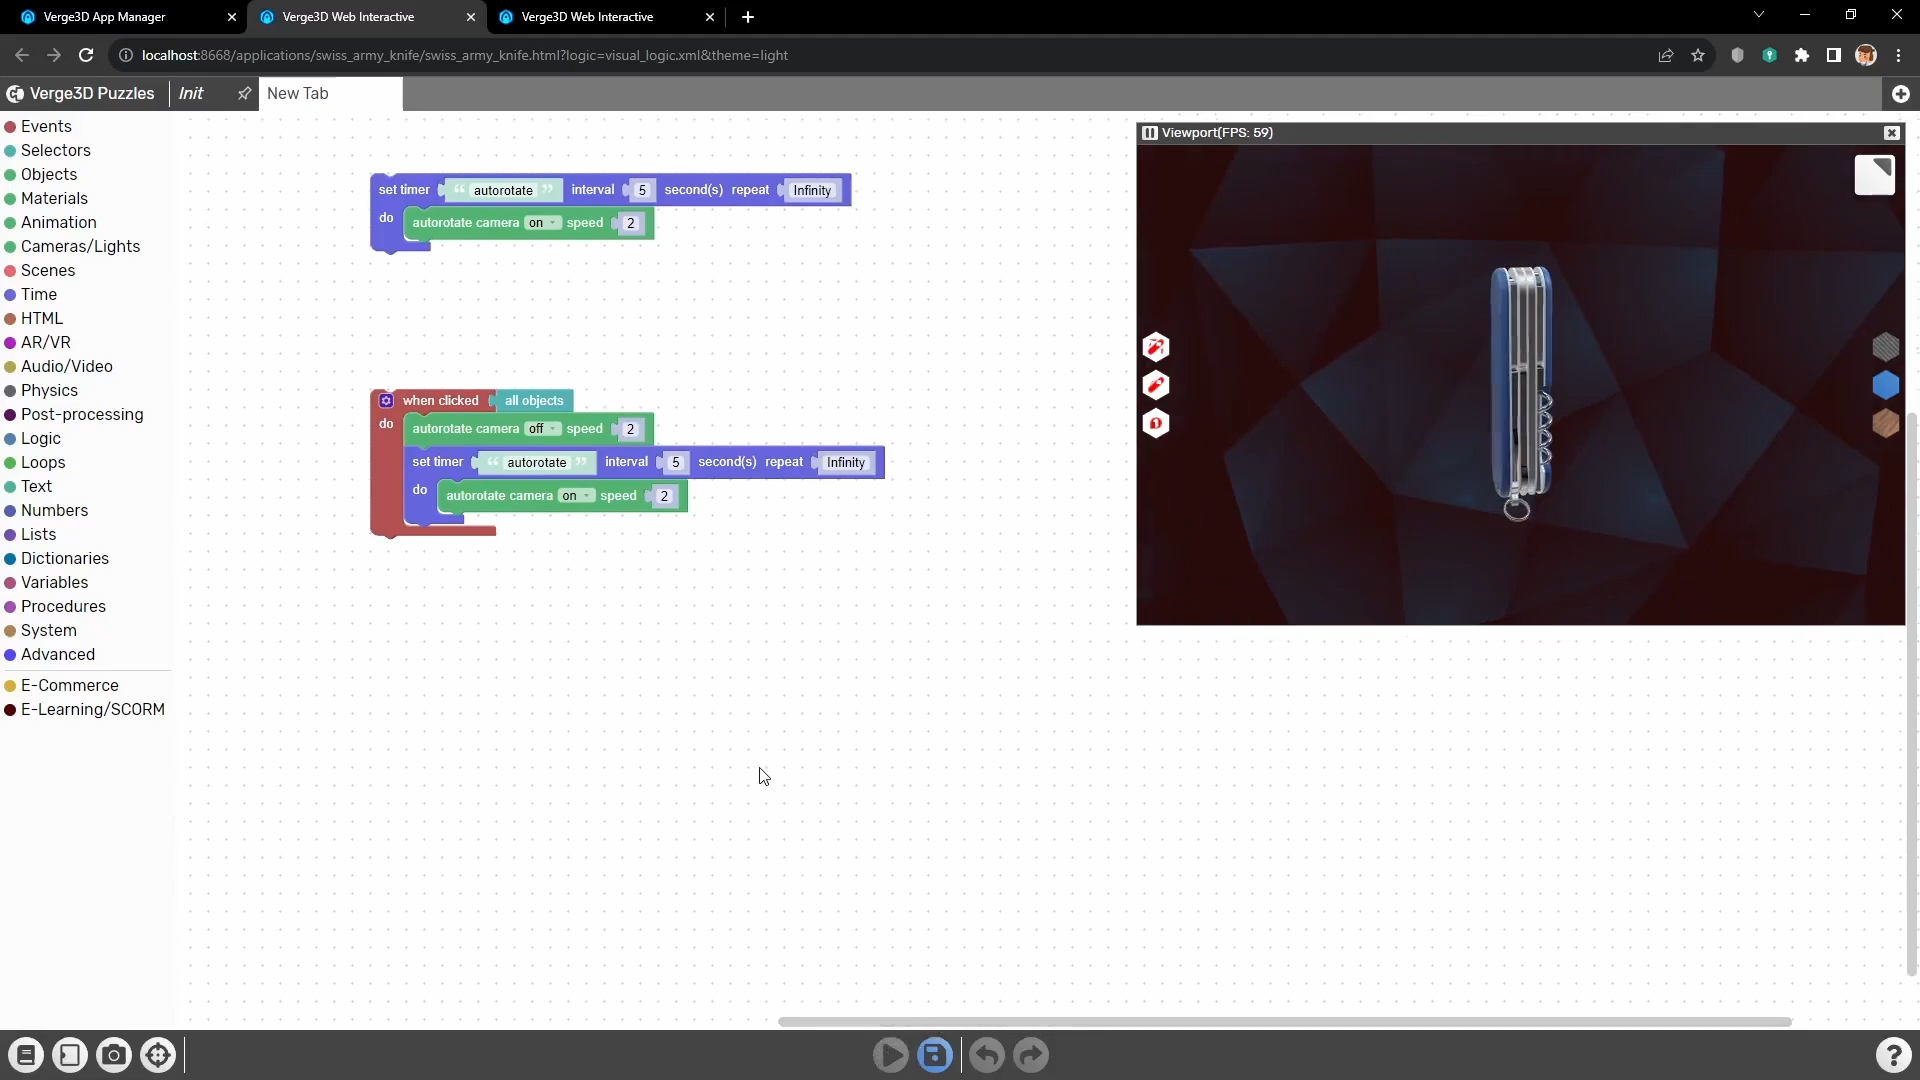 Verge3D App Manager
Verge3D Web Interactive
Verge3D Web Interactive
localhost:8668/applications/swiss_army_knife/swiss_army_knife.html?logic=visual_logic.xml&theme=light
Verge3D Puzzles
Init
New Tab
Events
Selectors
Objects
Materials
Animation
Cameras/Lights
Scenes
Time
HTML
AR/VR
Audio/Video
Physics
Post-processing
Logic
Loops
Text
Numbers
Lists
Dictionaries
Variables
Procedures
System
Advanced
E-Commerce
E-Learning/SCORM
set timer “ autorotate ” interval 5 second(s) repeat Infinity
do autorotate camera on speed 2
when clicked all objects
do autorotate camera off speed 2
set timer “ autorotate ” interval 5 second(s) repeat Infinity
do autorotate camera on speed 2
Viewport(FPS: 59)
?